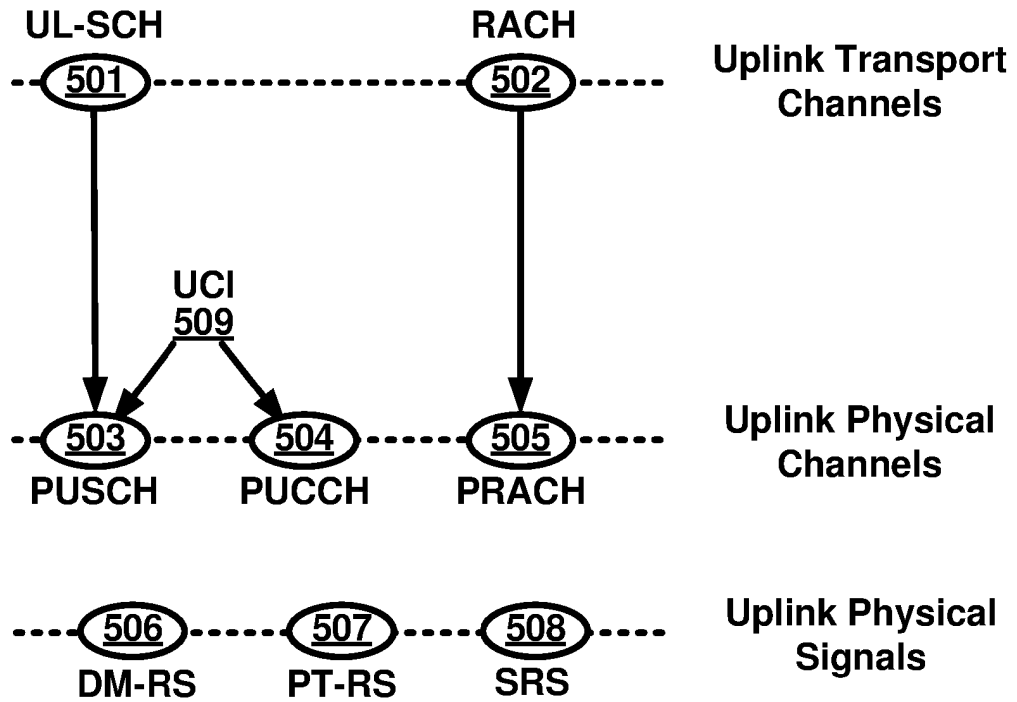 UL-SCH
RACH
501
502
Uplink Transport
Channels
UCI
509
503
504
505
Uplink Physical
Channels
PUSCH
PUCCH
PRACH
506
507
508
Uplink Physical
Signals
DM-RS
PT-RS
SRS